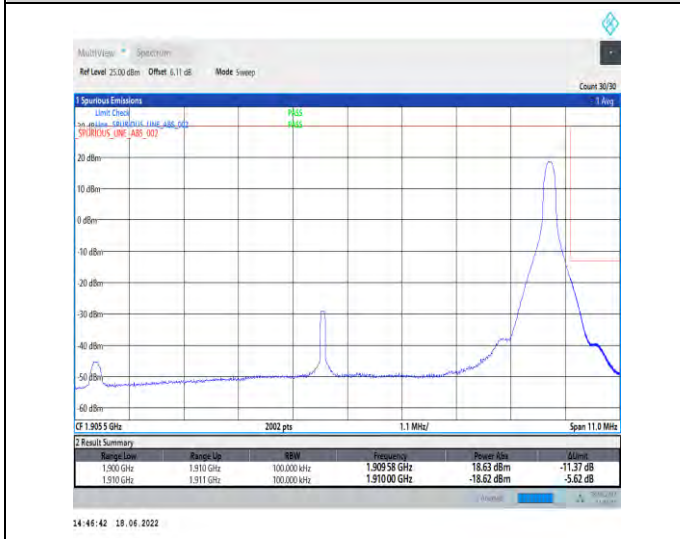 MultiView Spectrum
Ref Level 25.00 dBm Offset 6.11 dB Mode Sweep
Count 30/30
1 Spurious Emissions 1 Avg
Limit Check PASS
Line _SPURIOUS_LINE_ABS_002 PASS
_SPURIOUS_LINE_ABS_002
20 dBm
10 dBm
0 dBm
-10 dBm
-20 dBm
-30 dBm
-40 dBm
-50 dBm
-60 dBm
CF 1.905 5 GHz 2002 pts 1.1 MHz/ Span 11.0 MHz
2 Result Summary
Range Low Range Up RBW Frequency Power Abs ΔLimit
1.900 GHz 1.910 GHz 100.000 kHz 1.909 58 GHz 18.63 dBm -11.37 dB
1.910 GHz 1.911 GHz 100.000 kHz 1.910 00 GHz -18.62 dBm -5.62 dB
14:46:42 18.06.2022